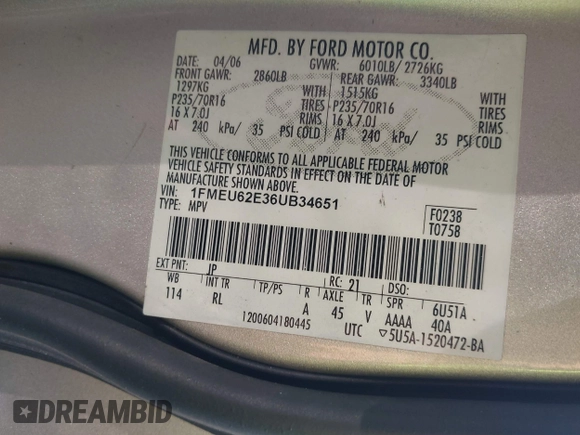 MFD. BY FORD MOTOR CO.
DATE: 04/06 GVWR: 6010LB/ 2726KG
FRONT GAWR: 2860LB REAR GAWR: 3340LB
1297KG 1515KG
P235/70R16 TIRES P235/70R16 TIRES
16 X 7.0J RIMS 16 X 7.0J RIMS
AT 240 kPa/ 35 PSI COLD AT 240 kPa/ 35 PSI COLD
Ford
THIS VEHICLE CONFORMS TO ALL APPLICABLE FEDERAL MOTOR
VEHICLE SAFETY STANDARDS IN EFFECT ON THE DATE OF
MANUFACTURE SHOWN ABOVE.
VIN: 1FMEU62E36UB34651
TYPE: MPV
F0238
T0758
EXT PNT: JP RC: 21 DSO:
WB INT TR TP/PS R AXLE TR SPR 6U51A
114 RL A 45 V AAAA 40A
1200604180445 UTC ▽5U5A-1520472-BA
DREAMBID